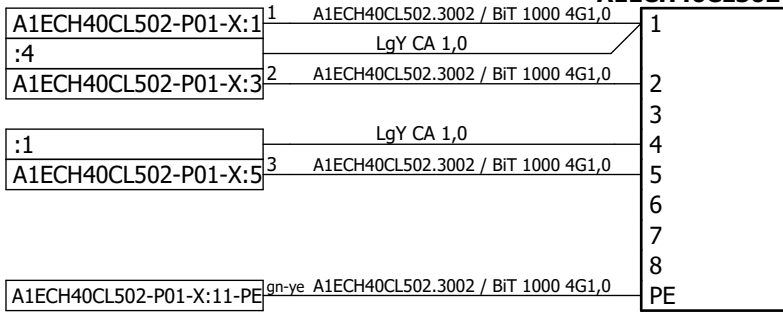 A1ECH40CL502-P01-X:1 1 A1ECH40CL502.3002 / BiT 1000 4G1,0 1
:4 LgY CA 1,0
A1ECH40CL502-P01-X:3 2 A1ECH40CL502.3002 / BiT 1000 4G1,0 2
3
:1 LgY CA 1,0 4
A1ECH40CL502-P01-X:5 3 A1ECH40CL502.3002 / BiT 1000 4G1,0 5
6
7
8
A1ECH40CL502-P01-X:11-PE gn-ye A1ECH40CL502.3002 / BiT 1000 4G1,0 PE